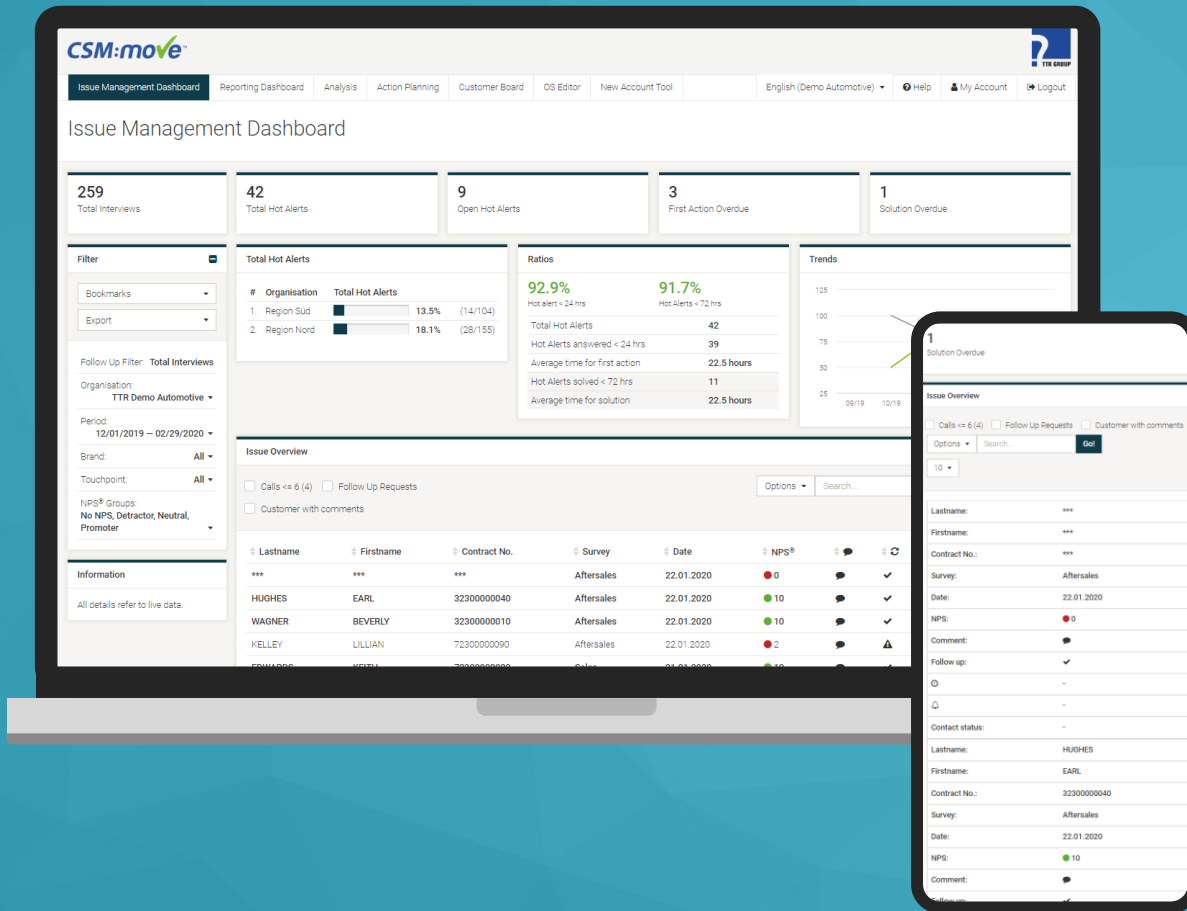 CSM:move
TTR GROUP
Issue Management Dashboard Reporting Dashboard Analysis Action Planning Customer Board OS Editor New Account Tool English (Demo Automotive) Help My Account Logout
Issue Management Dashboard
259 42 9 3 1
Total Interviews Total Hot Alerts Open Hot Alerts First Action Overdue Solution Overdue
Filter
Bookmarks
Export
Follow Up Filter: Total Interviews
Organisation:
TTR Demo Automotive
Period:
12/01/2019 — 02/29/2020
Brand: All
Touchpoint: All
NPS® Groups:
No NPS, Detractor, Neutral,
Promoter
Information
All details refer to live data.
Total Hot Alerts
# Organisation Total Hot Alerts
1. Region Süd 13.5% (14/104)
2. Region Nord 18.1% (28/155)
Ratios
92.9% 91.7%
Hot alert < 24 hrs Hot Alerts < 72 hrs
Total Hot Alerts 42
Hot Alerts answered < 24 hrs 39
Average time for first action 22.5 hours
Hot Alerts solved < 72 hrs 11
Average time for solution 22.5 hours
Trends
125
100
75
50
25
09/19 10/19
Issue Overview
Calls <= 6 (4) Follow Up Requests
Customer with comments
Options Search...
Lastname Firstname Contract No. Survey Date NPS®
*** *** *** Aftersales 22.01.2020 0
HUGHES EARL 32300000040 Aftersales 22.01.2020 10
WAGNER BEVERLY 32300000010 Aftersales 22.01.2020 10
KELLEY LILLIAN 72300000090 Aftersales 22.01.2020 2
1
Solution Overdue
Issue Overview
Calls <= 6 (4) Follow Up Requests Customer with comments
Options Search... Go!
10
Lastname: ***
Firstname: ***
Contract No.: ***
Survey: Aftersales
Date: 22.01.2020
NPS: 0
Comment:
Follow up:
-
-
Contact status: -
Lastname: HUGHES
Firstname: EARL
Contract No.: 32300000040
Survey: Aftersales
Date: 22.01.2020
NPS: 10
Comment:
Follow up: